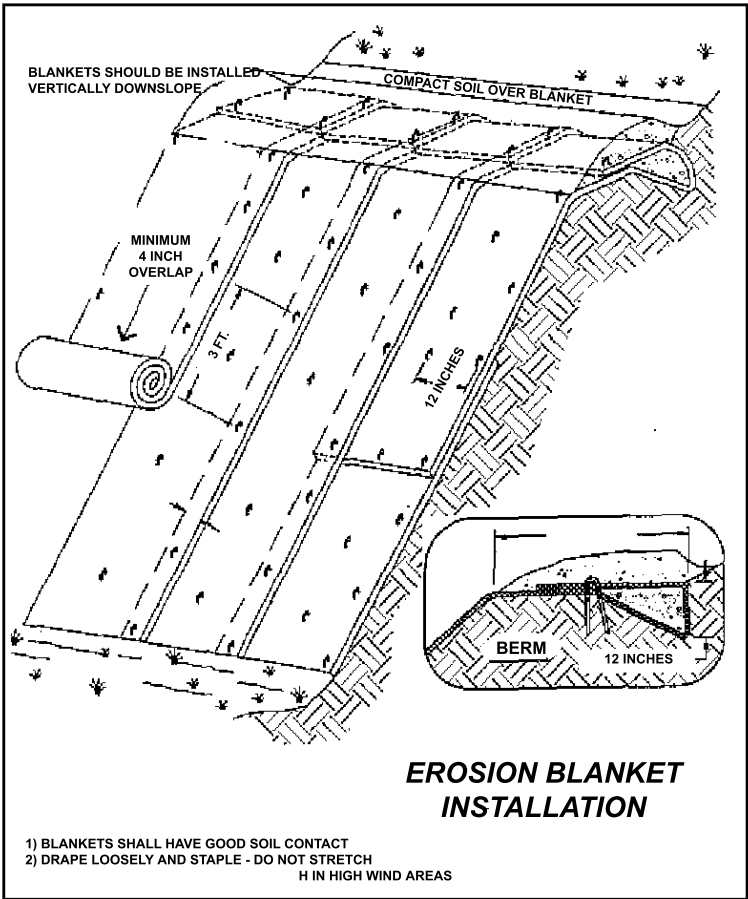 BLANKETS SHOULD BE INSTALLED
VERTICALLY DOWNSLOPE
COMPACT SOIL OVER BLANKET
MINIMUM
4 INCH
OVERLAP
3 FT.
12 INCHES
BERM
12 INCHES
EROSION BLANKET
INSTALLATION
1) BLANKETS SHALL HAVE GOOD SOIL CONTACT
2) DRAPE LOOSELY AND STAPLE - DO NOT STRETCH
H IN HIGH WIND AREAS